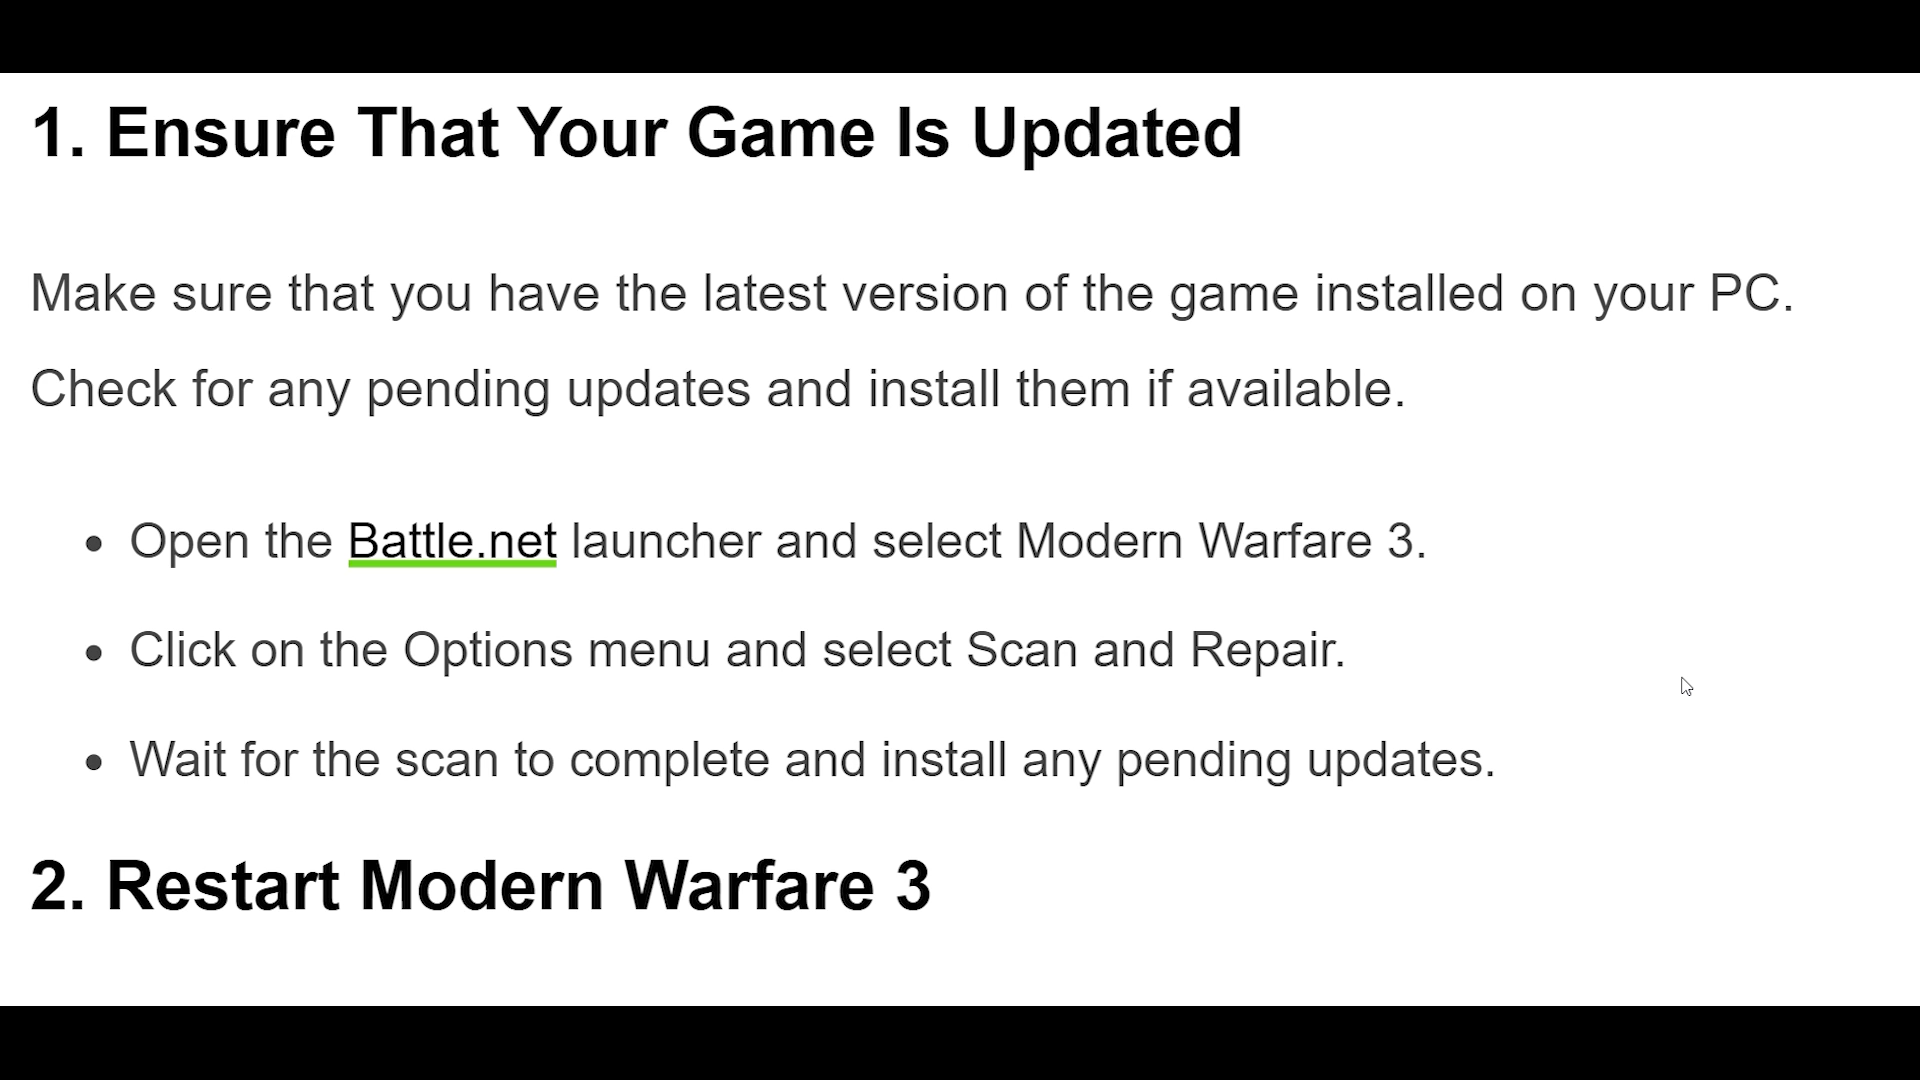 1. Ensure That Your Game Is Updated
Make sure that you have the latest version of the game installed on your PC.
Check for any pending updates and install them if available.
• Open the Battle.net launcher and select Modern Warfare 3.
• Click on the Options menu and select Scan and Repair.
• Wait for the scan to complete and install any pending updates.
2. Restart Modern Warfare 3